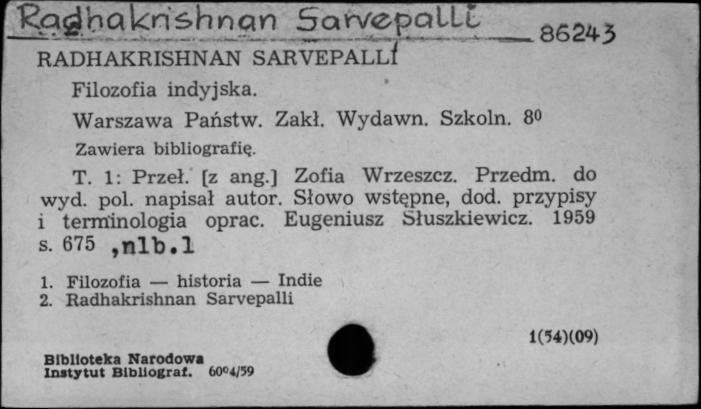 Radhakrishnan Sarvepalli
86243
RADHAKRISHNAN SARVEPALLI
Filozofia indyjska.
Warszawa Państw. Zakł. Wydawn. Szkoln. 8⁰
Zawiera bibliografię.
T. 1: Przeł. [z ang.] Zofia Wrzeszcz. Przedm. do
wyd. pol. napisał autor. Słowo wstępne, dod. przypisy
i terminologia oprac. Eugeniusz Słuszkiewicz. 1959
s. 675 ,nlb.1
1. Filozofia — historia — Indie
2. Radhakrishnan Sarvepalli
1(54)(09)
Biblioteka Narodowa
Instytut Bibliograf. 60⁰4/59